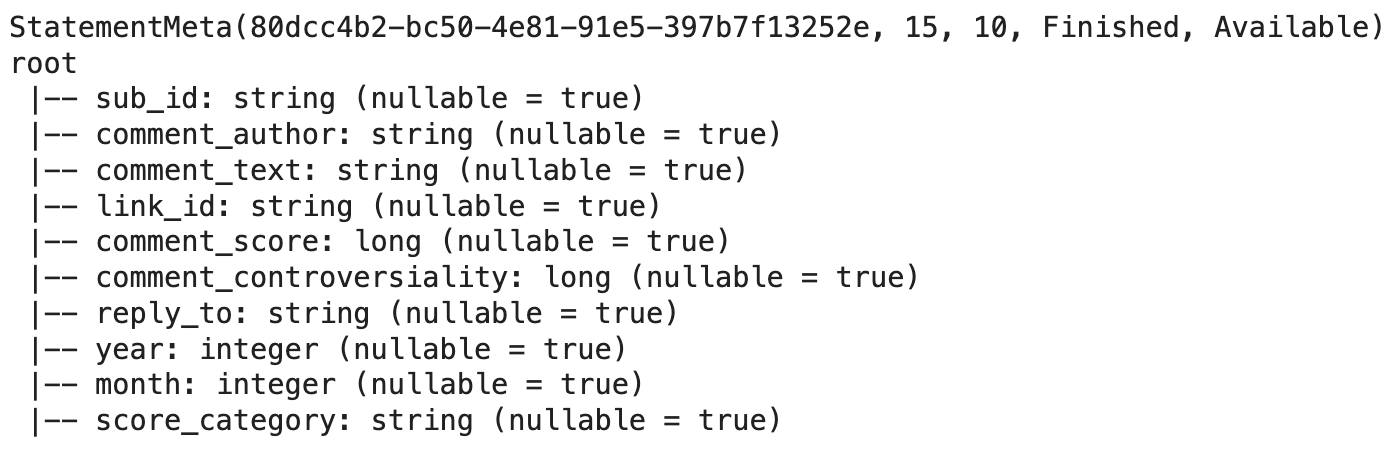 StatementMeta(80dcc4b2-bc50-4e81-91e5-397b7f13252e, 15, 10, Finished, Available)
root
 |-- sub_id: string (nullable = true)
 |-- comment_author: string (nullable = true)
 |-- comment_text: string (nullable = true)
 |-- link_id: string (nullable = true)
 |-- comment_score: long (nullable = true)
 |-- comment_controversiality: long (nullable = true)
 |-- reply_to: string (nullable = true)
 |-- year: integer (nullable = true)
 |-- month: integer (nullable = true)
 |-- score_category: string (nullable = true)